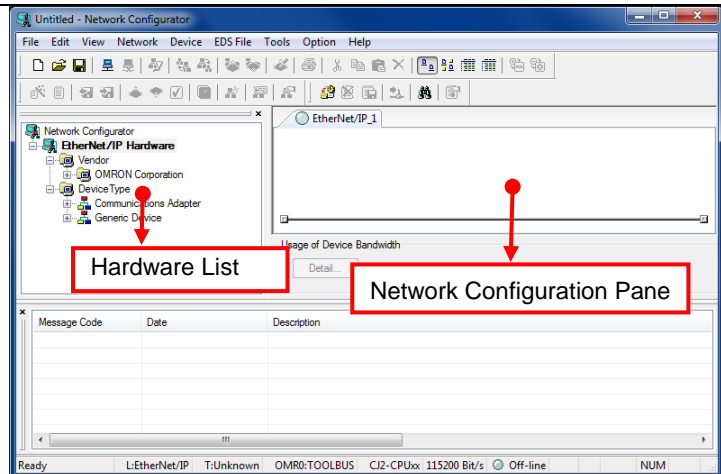 Untitled - Network Configurator
File Edit View Network Device EDS File Tools Option Help
Network Configurator
EtherNet/IP Hardware
Vendor
OMRON Corporation
DeviceType
Communications Adapter
Generic Device
EtherNet/IP_1
Usage of Device Bandwidth
Detail...
Hardware List
Network Configuration Pane
Message Code Date Description
Ready L:EtherNet/IP T:Unknown OMR0:TOOLBUS CJ2-CPUxx 115200 Bit/s Off-line NUM